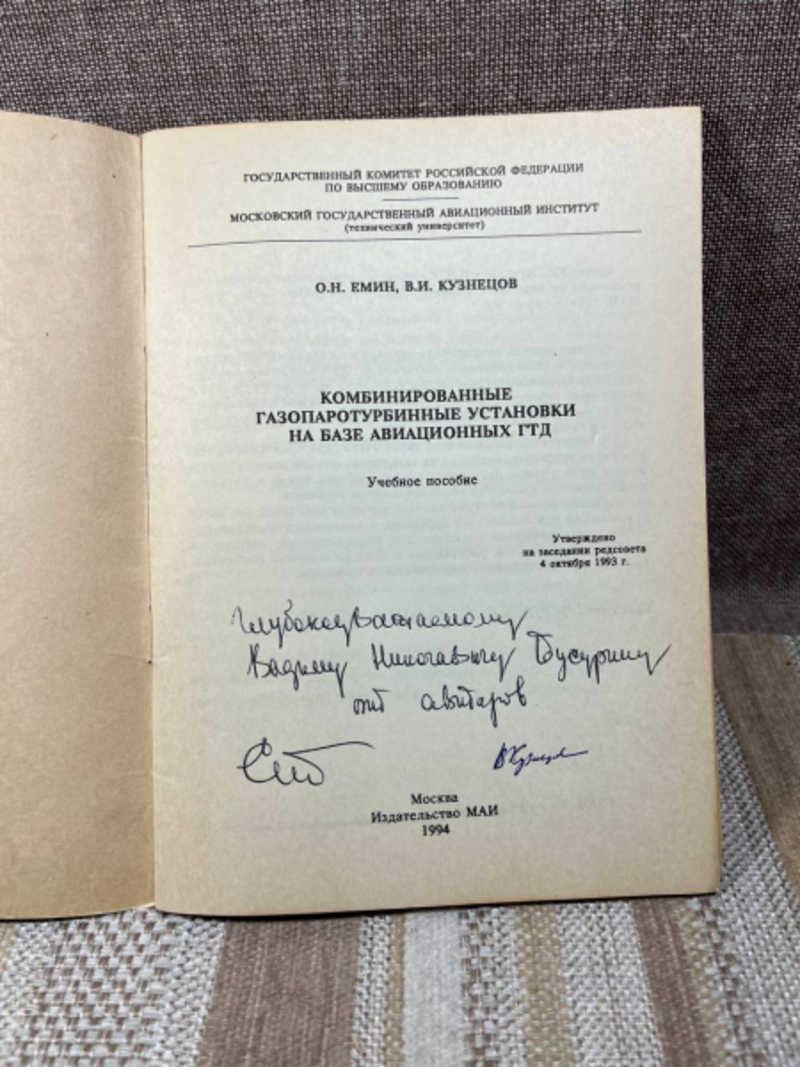 ГОСУДАРСТВЕННЫЙ КОМИТЕТ РОССИЙСКОЙ ФЕДЕРАЦИИ
ПО ВЫСШЕМУ ОБРАЗОВАНИЮ
МОСКОВСКИЙ ГОСУДАРСТВЕННЫЙ АВИАЦИОННЫЙ ИНСТИТУТ
(технический университет)
О.Н. ЕМИН, В.И. КУЗНЕЦОВ
КОМБИНИРОВАННЫЕ
ГАЗОПАРОТУРБИННЫЕ УСТАНОВКИ
НА БАЗЕ АВИАЦИОННЫХ ГТД
Учебное пособие
Утверждено
на заседании редсовета
4 октября 1993 г.
Глубокоуважаемому
Вадиму Николаевичу Бусурину
от авторов
ВКузнецов
Москва
Издательство МАИ
1994